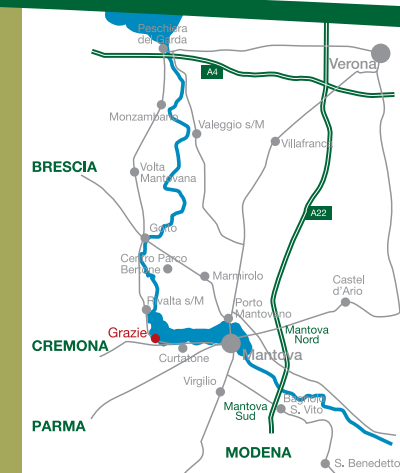 Peschiera
del Garda
Verona
A4
Monzambano
Valeggio s/M
Villafranca
BRESCIA
Volta
Mantovana
A22
Goito
Centro Parco
Bertone
Marmirolo
Castel
d'Ario
Rivalta s/M
Porto
Mantovano
Grazie
Mantova
Nord
CREMONA
Curtatone
Mantova
Virgilio
Bagnolo
S. Vito
Mantova
Sud
PARMA
MODENA
S. Benedetto